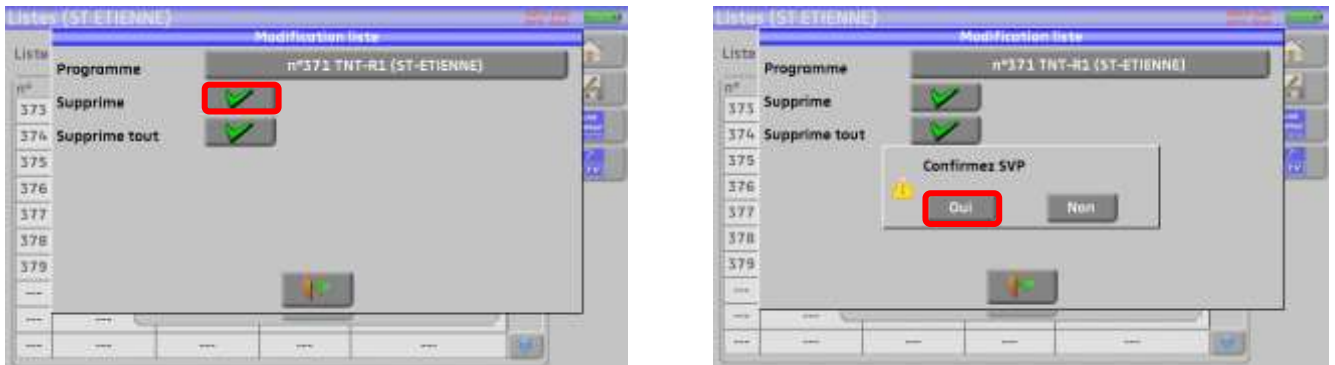 Listes (ST ETIENNE)
Modification liste
Liste
Programme
n°371 TNT-R1 (ST-ETIENNE)
n°
373
Supprime
374
Supprime tout
375
376
377
378
379
---
---
---
---
---
---
---
---
Listes (ST ETIENNE)
Modification liste
Liste
Programme
n°371 TNT-R1 (ST-ETIENNE)
n°
373
Supprime
374
Supprime tout
375
Confirmez SVP
376
Oui
Non
377
378
379
---
---
---
---
---
---
---
---
TV